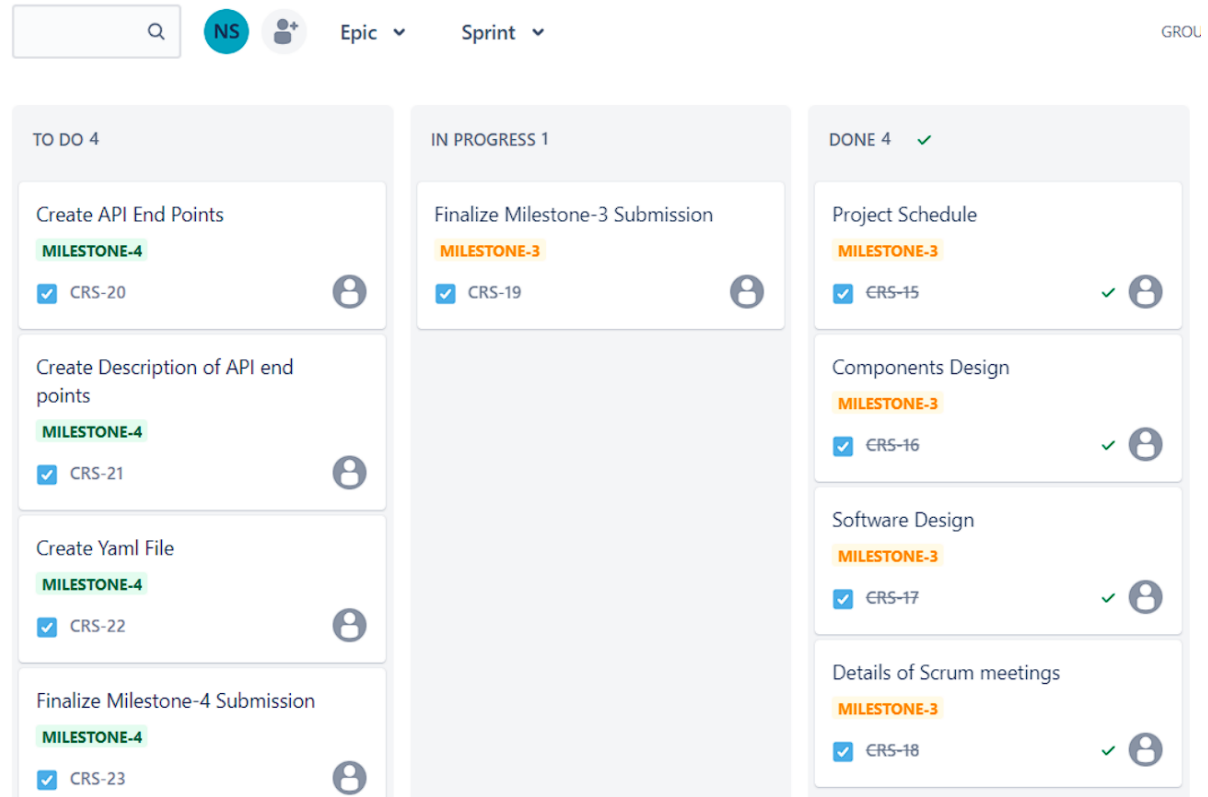 NS
Epic
Sprint
GROU
TO DO 4
Create API End Points
MILESTONE-4
CRS-20
Create Description of API end
points
MILESTONE-4
CRS-21
Create Yaml File
MILESTONE-4
CRS-22
Finalize Milestone-4 Submission
MILESTONE-4
CRS-23
IN PROGRESS 1
Finalize Milestone-3 Submission
MILESTONE-3
CRS-19
DONE 4
Project Schedule
MILESTONE-3
CRS-15
Components Design
MILESTONE-3
CRS-16
Software Design
MILESTONE-3
CRS-17
Details of Scrum meetings
MILESTONE-3
CRS-18